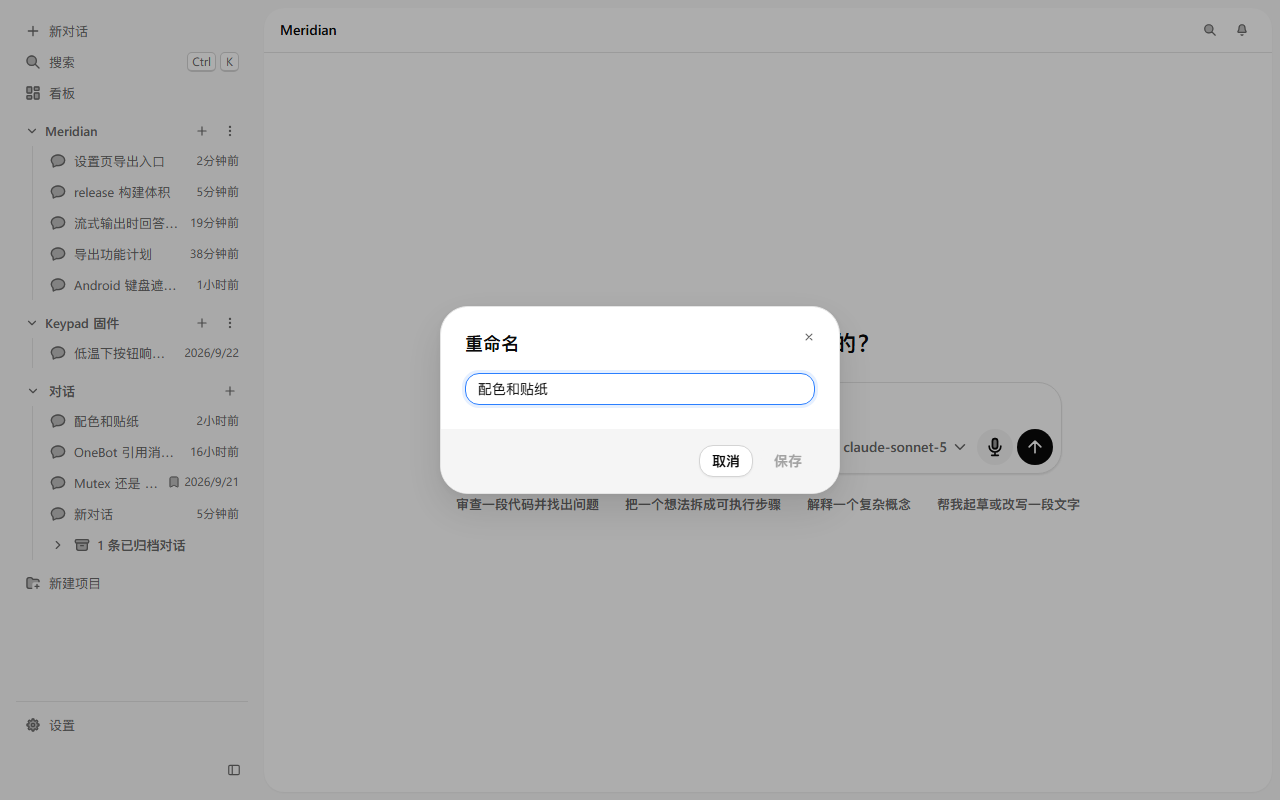 新对话
搜索 Ctrl K
看板
Meridian
设置页导出入口 2分钟前
release 构建体积 5分钟前
流式输出时回答… 19分钟前
导出功能计划 38分钟前
Android 键盘遮… 1小时前
Keypad 固件
低温下按钮响… 2026/9/22
对话
配色和贴纸 2小时前
OneBot 引用消… 16小时前
Mutex 还是 … 2026/9/21
新对话 5分钟前
1 条已归档对话
新建项目
设置
Meridian
的？
claude-sonnet-5
审查一段代码并找出问题 把一个想法拆成可执行步骤 解释一个复杂概念 帮我起草或改写一段文字
重命名
配色和贴纸
取消 保存